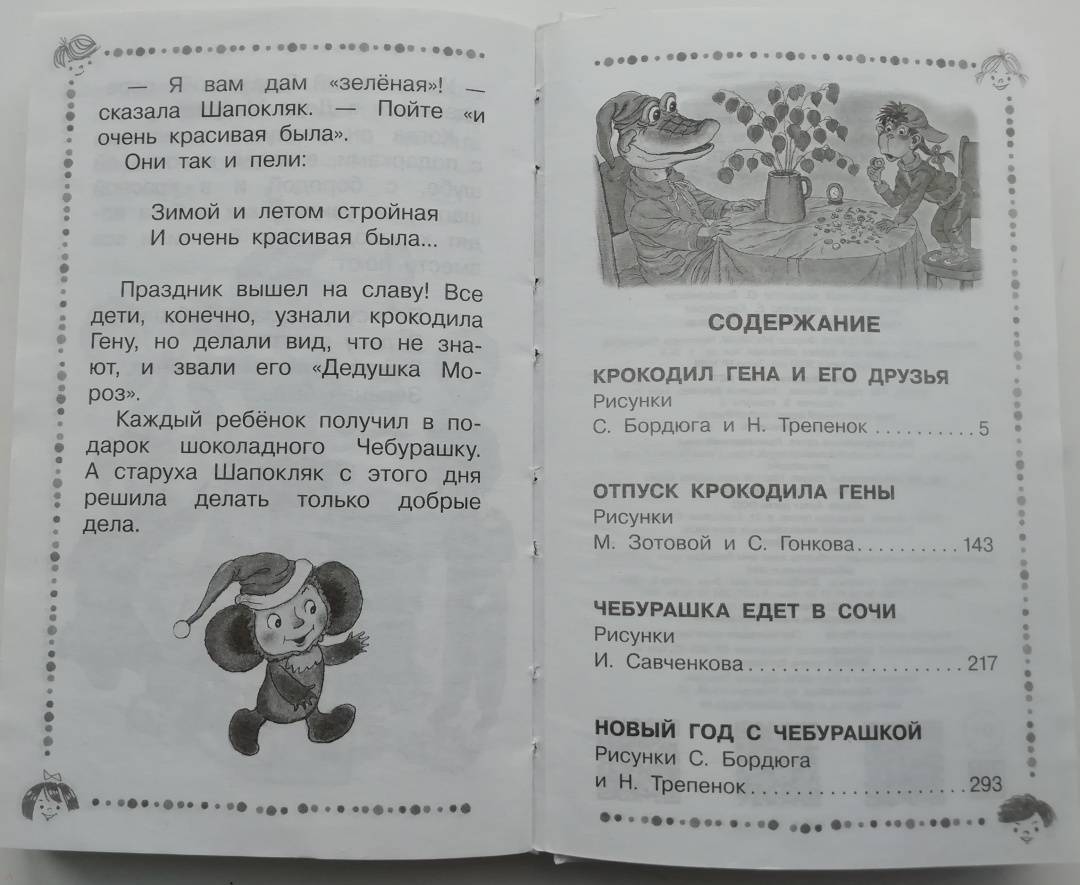 — Я вам дам «зелёная»! —
сказала Шапокляк. — Пойте «и
очень красивая была».
Они так и пели:
Зимой и летом стройная
И очень красивая была...
Праздник вышел на славу! Все
дети, конечно, узнали крокодила
Гену, но делали вид, что не зна-
ют, и звали его «Дедушка Мо-
роз».
Каждый ребёнок получил в по-
дарок шоколадного Чебурашку.
А старуха Шапокляк с этого дня
решила делать только добрые
дела.
СОДЕРЖАНИЕ
КРОКОДИЛ ГЕНА И ЕГО ДРУЗЬЯ
Рисунки
С. Бордюга и Н. Трепенок ..........5
ОТПУСК КРОКОДИЛА ГЕНЫ
Рисунки
М. Зотовой и С. Гонкова..........143
ЧЕБУРАШКА ЕДЕТ В СОЧИ
Рисунки
И. Савченкова....................217
НОВЫЙ ГОД С ЧЕБУРАШКОЙ
Рисунки С. Бордюга
и Н. Трепенок....................293